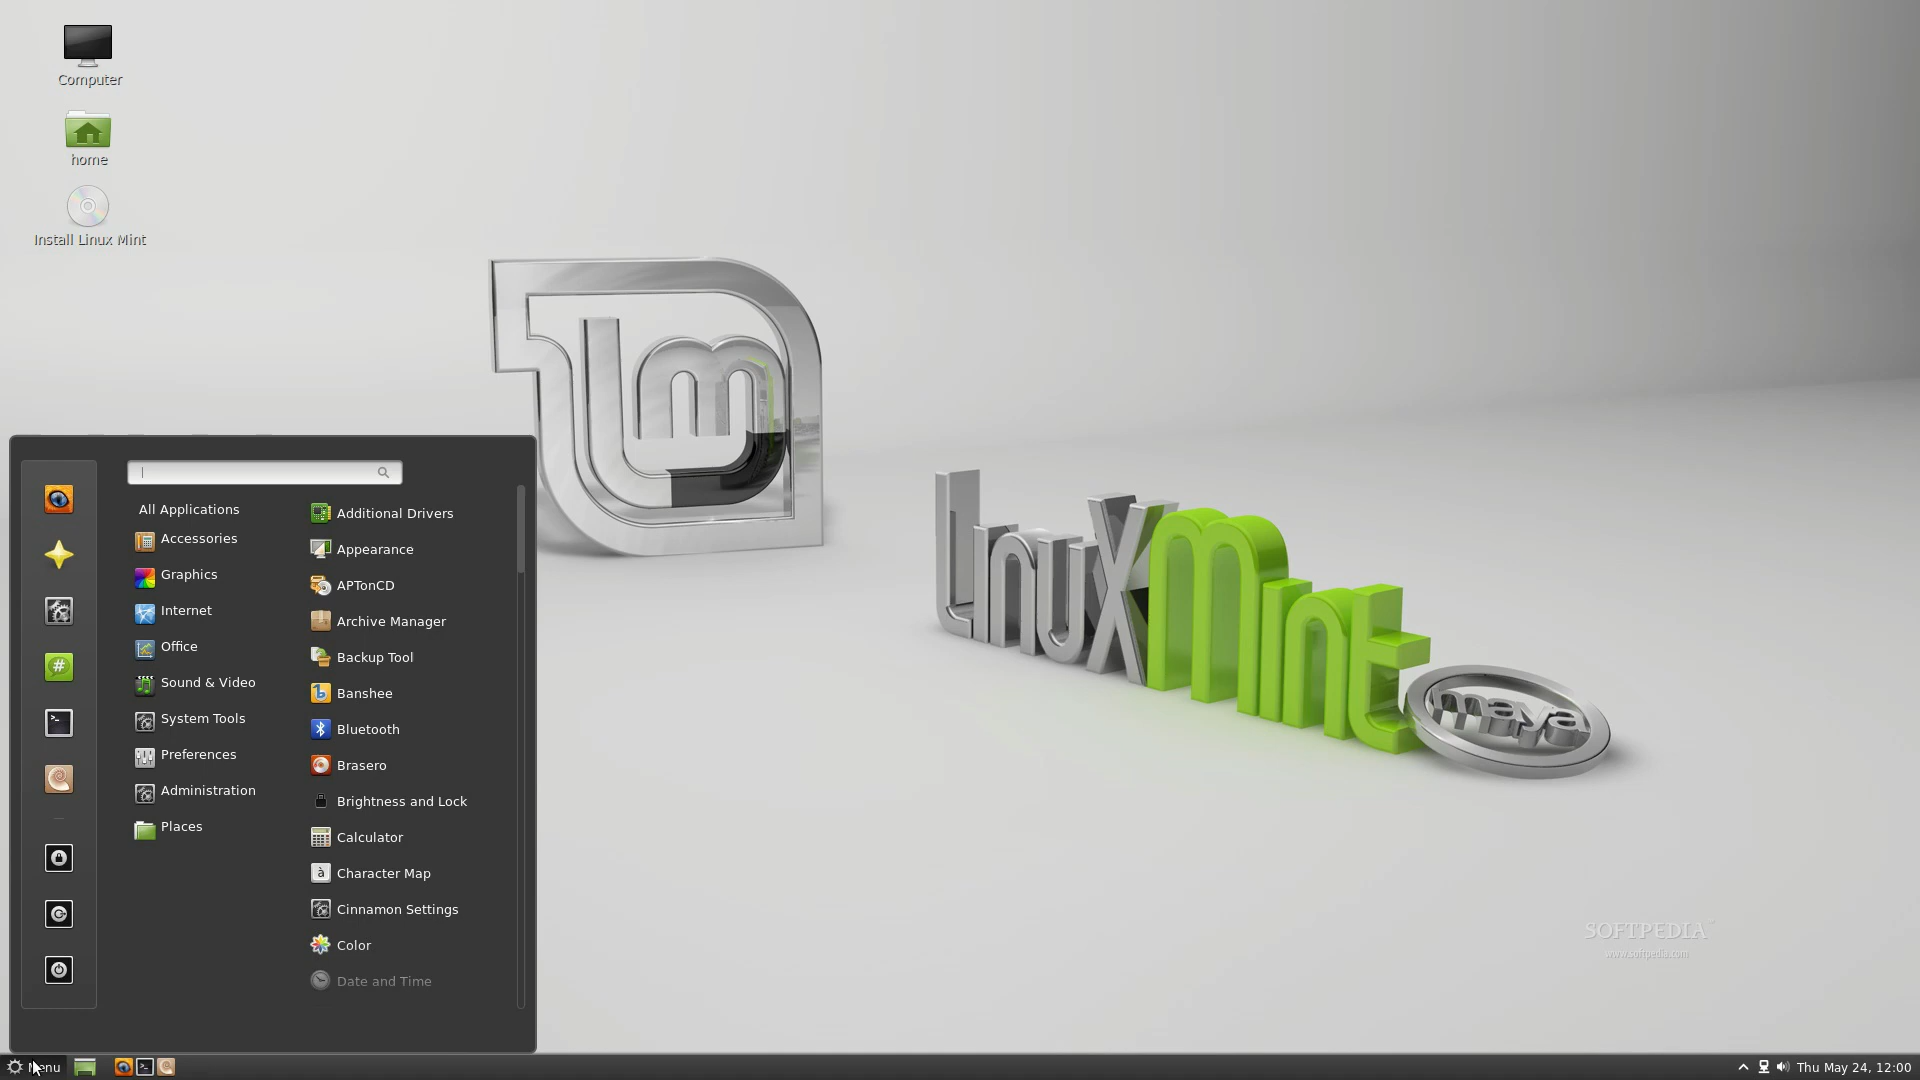 Computer
home
Install Linux Mint
lm
LinuxMint
maya
All Applications
Accessories
Graphics
Internet
Office
Sound & Video
System Tools
Preferences
Administration
Places
Additional Drivers
Appearance
APTonCD
Archive Manager
Backup Tool
Banshee
Bluetooth
Brasero
Brightness and Lock
Calculator
Character Map
Cinnamon Settings
Color
Date and Time
SOFTPEDIA
www.softpedia.com
Menu
Thu May 24, 12:00